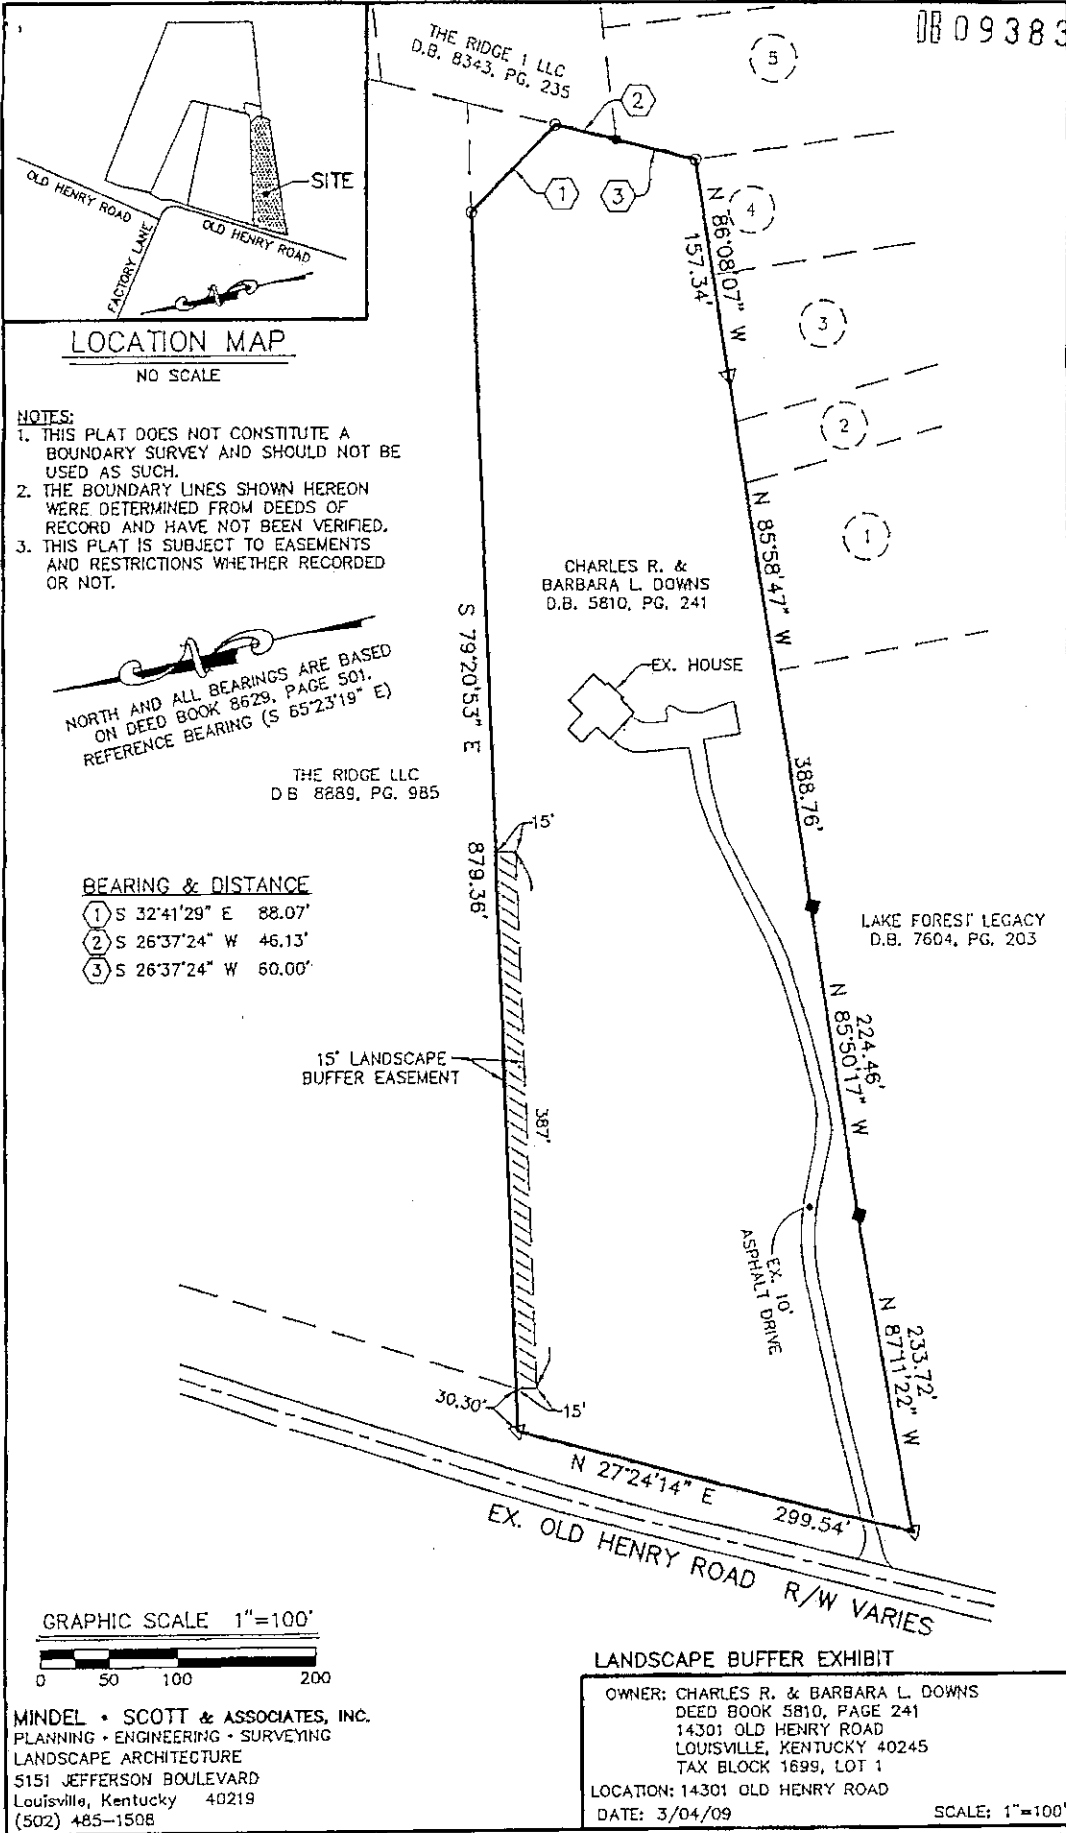 DB 09383
THE RIDGE 1 LLC
D.B. 8343, PG. 235
SITE
OLD HENRY ROAD
OLD HENRY ROAD
FACTORY LANE
LOCATION MAP
NO SCALE
5
4
3
2
1
2
1
3
N 86°08'07" W
157.34'
NOTES:
1. THIS PLAT DOES NOT CONSTITUTE A
BOUNDARY SURVEY AND SHOULD NOT BE
USED AS SUCH.
2. THE BOUNDARY LINES SHOWN HEREON
WERE DETERMINED FROM DEEDS OF
RECORD AND HAVE NOT BEEN VERIFIED.
3. THIS PLAT IS SUBJECT TO EASEMENTS
AND RESTRICTIONS WHETHER RECORDED
OR NOT.
N 85°58'47" W
388.76'
CHARLES R. &
BARBARA L. DOWNS
D.B. 5810, PG. 241
S 79°20'53" E
879.36'
EX. HOUSE
NORTH AND ALL BEARINGS ARE BASED
ON DEED BOOK 8629, PAGE 501.
REFERENCE BEARING (S 65°23'19" E)
THE RIDGE LLC
D B 8889, PG. 985
15'
BEARING & DISTANCE
1 S 32°41'29" E 88.07'
2 S 26°37'24" W 46.13'
3 S 26°37'24" W 60.00'
LAKE FOREST LEGACY
D.B. 7604, PG. 203
224.46'
N 85°50'17" W
15' LANDSCAPE
BUFFER EASEMENT
387'
EX. 10'
ASPHALT DRIVE
233.72'
N 87°11'22" W
30.30'
15'
N 27°24'14" E
299.54'
EX. OLD HENRY ROAD R/W VARIES
GRAPHIC SCALE 1"=100'
0 50 100 200
MINDEL • SCOTT & ASSOCIATES, INC.
PLANNING • ENGINEERING • SURVEYING
LANDSCAPE ARCHITECTURE
5151 JEFFERSON BOULEVARD
Louisville, Kentucky 40219
(502) 485-1508
LANDSCAPE BUFFER EXHIBIT
OWNER: CHARLES R. & BARBARA L. DOWNS
DEED BOOK 5810, PAGE 241
14301 OLD HENRY ROAD
LOUISVILLE, KENTUCKY 40245
TAX BLOCK 1699, LOT 1
LOCATION: 14301 OLD HENRY ROAD
DATE: 3/04/09 SCALE: 1"=100'